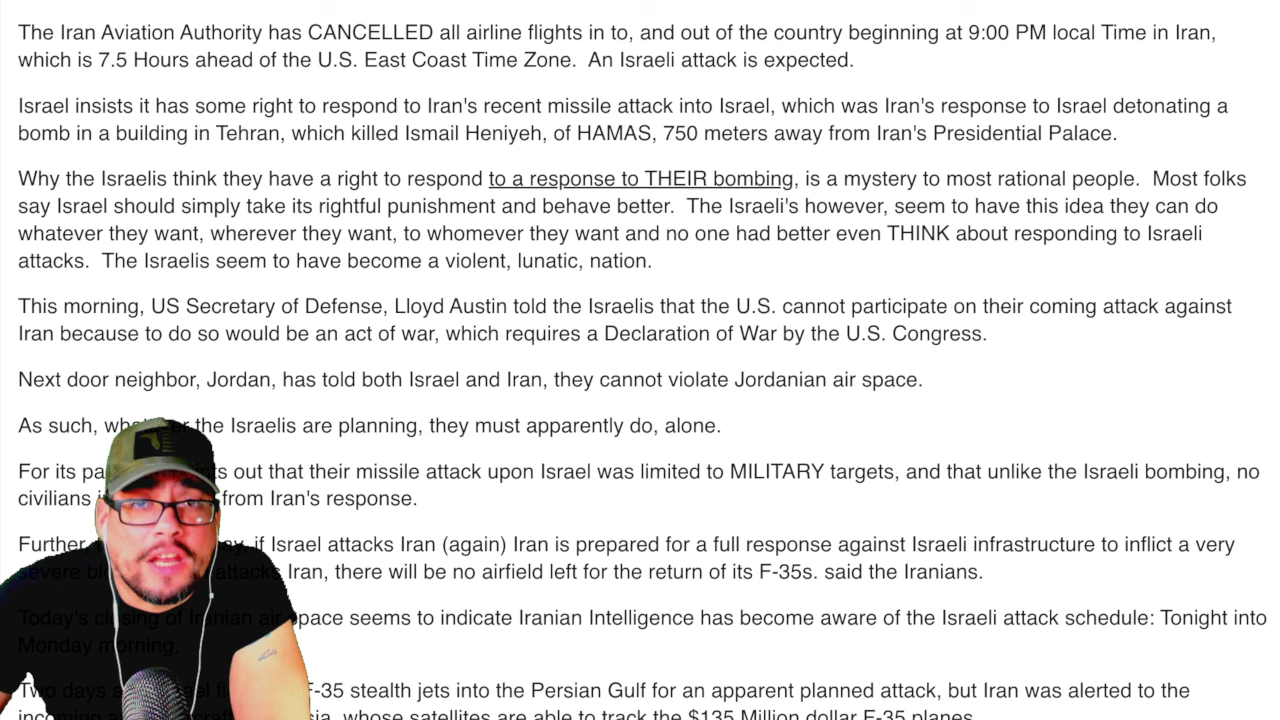 The Iran Aviation Authority has CANCELLED all airline flights in to, and out of the country beginning at 9:00 PM local Time in Iran,
which is 7.5 Hours ahead of the U.S. East Coast Time Zone.  An Israeli attack is expected.
Israel insists it has some right to respond to Iran's recent missile attack into Israel, which was Iran's response to Israel detonating a
bomb in a building in Tehran, which killed Ismail Heniyeh, of HAMAS, 750 meters away from Iran's Presidential Palace.
Why the Israelis think they have a right to respond to a response to THEIR bombing, is a mystery to most rational people.  Most folks
say Israel should simply take its rightful punishment and behave better.  The Israeli's however, seem to have this idea they can do
whatever they want, wherever they want, to whomever they want and no one had better even THINK about responding to Israeli
attacks.  The Israelis seem to have become a violent, lunatic, nation.
This morning, US Secretary of Defense, Lloyd Austin told the Israelis that the U.S. cannot participate on their coming attack against
Iran because to do so would be an act of war, which requires a Declaration of War by the U.S. Congress.
Next door neighbor, Jordan, has told both Israel and Iran, they cannot violate Jordanian air space.
As such, whatever the Israelis are planning, they must apparently do, alone.
For its out that their missile attack upon Israel was limited to MILITARY targets, and that unlike the Israeli bombing, no
civilians from Iran's response.
Further, if Israel attacks Iran (again) Iran is prepared for a full response against Israeli infrastructure to inflict a very
severe attacks Iran, there will be no airfield left for the return of its F-35s. said the Iranians.
Today's closing of Iranian air space seems to indicate Iranian Intelligence has become aware of the Israeli attack schedule: Tonight into
Monday morning.
Two days F-35 stealth jets into the Persian Gulf for an apparent planned attack, but Iran was alerted to the
incoming whose satellites are able to track the $135 Million dollar F-35 planes.